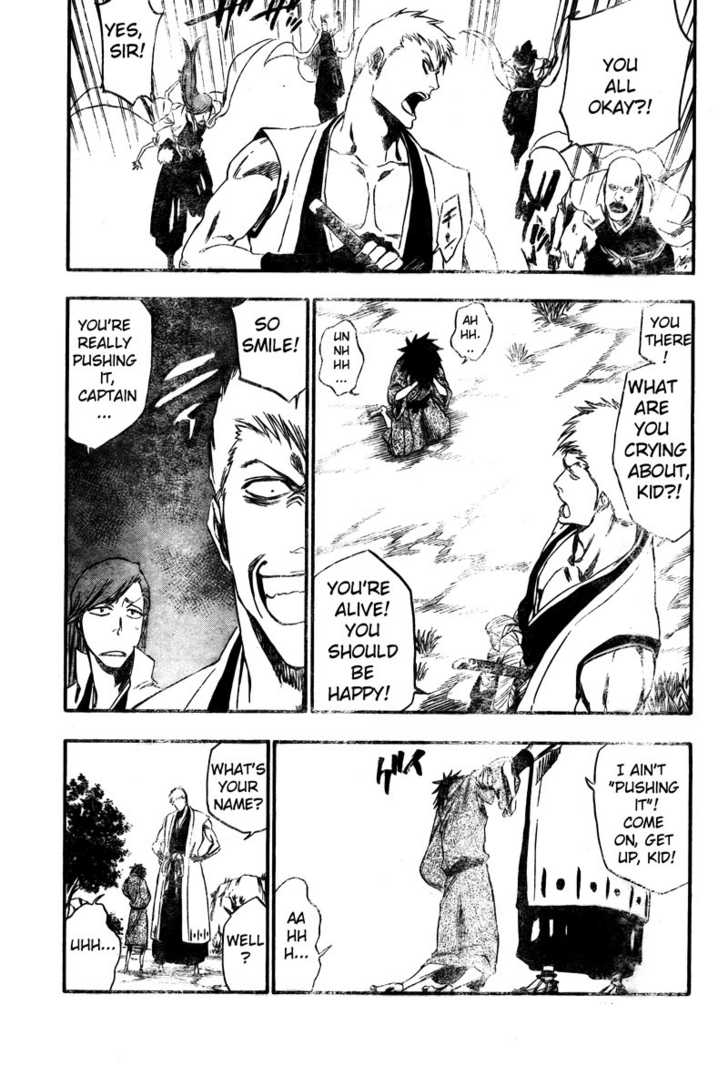 YOU
ALL
OKAY?!
YES,
SIR!
YOU
THERE
!
WHAT
ARE
YOU
CRYING
ABOUT,
KID?!
AH
HH.
..
UN
NH
HH
...
YOU'RE
ALIVE!
YOU
SHOULD
BE
HAPPY!
SO
SMILE!
YOU'RE
REALLY
PUSHING
IT,
CAPTAIN
...
I AIN'T
"PUSHING
IT"!
COME
ON, GET
UP, KID!
グイ
AA
HH
H...
WHAT'S
YOUR
NAME?
WELL
?
UHH...